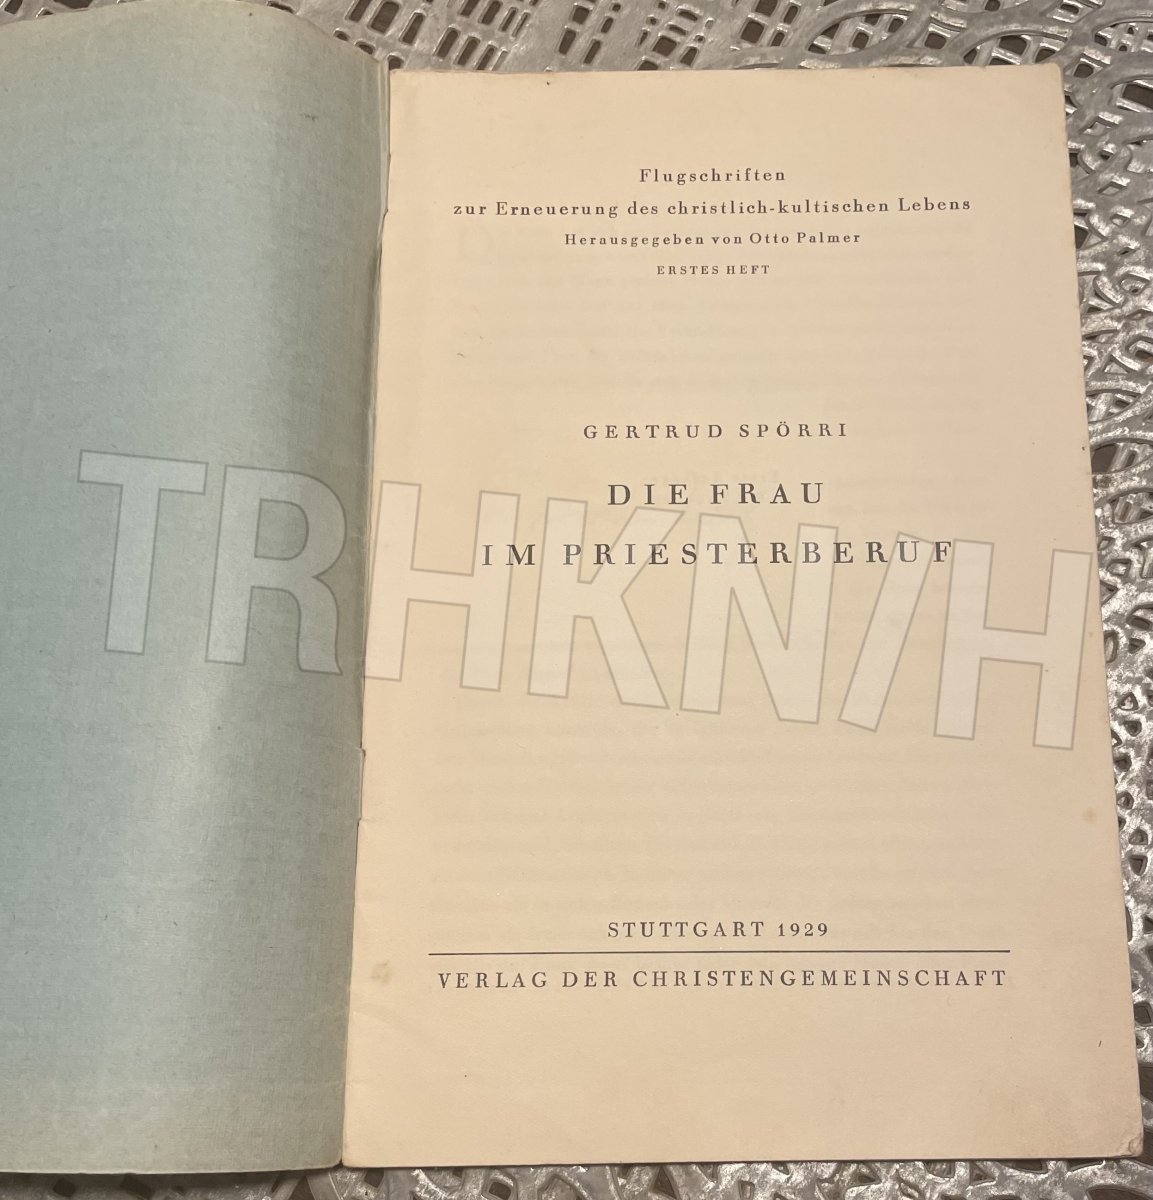 Flugschriften
zur Erneuerung des christlich-kultischen Lebens
Herausgegeben von Otto Palmer
ERSTES HEFT
GERTRUD SPÖRRI
DIE FRAU
IM PRIESTERBERUF
TRHKN/H
STUTTGART 1929
VERLAG DER CHRISTENGEMEINSCHAFT